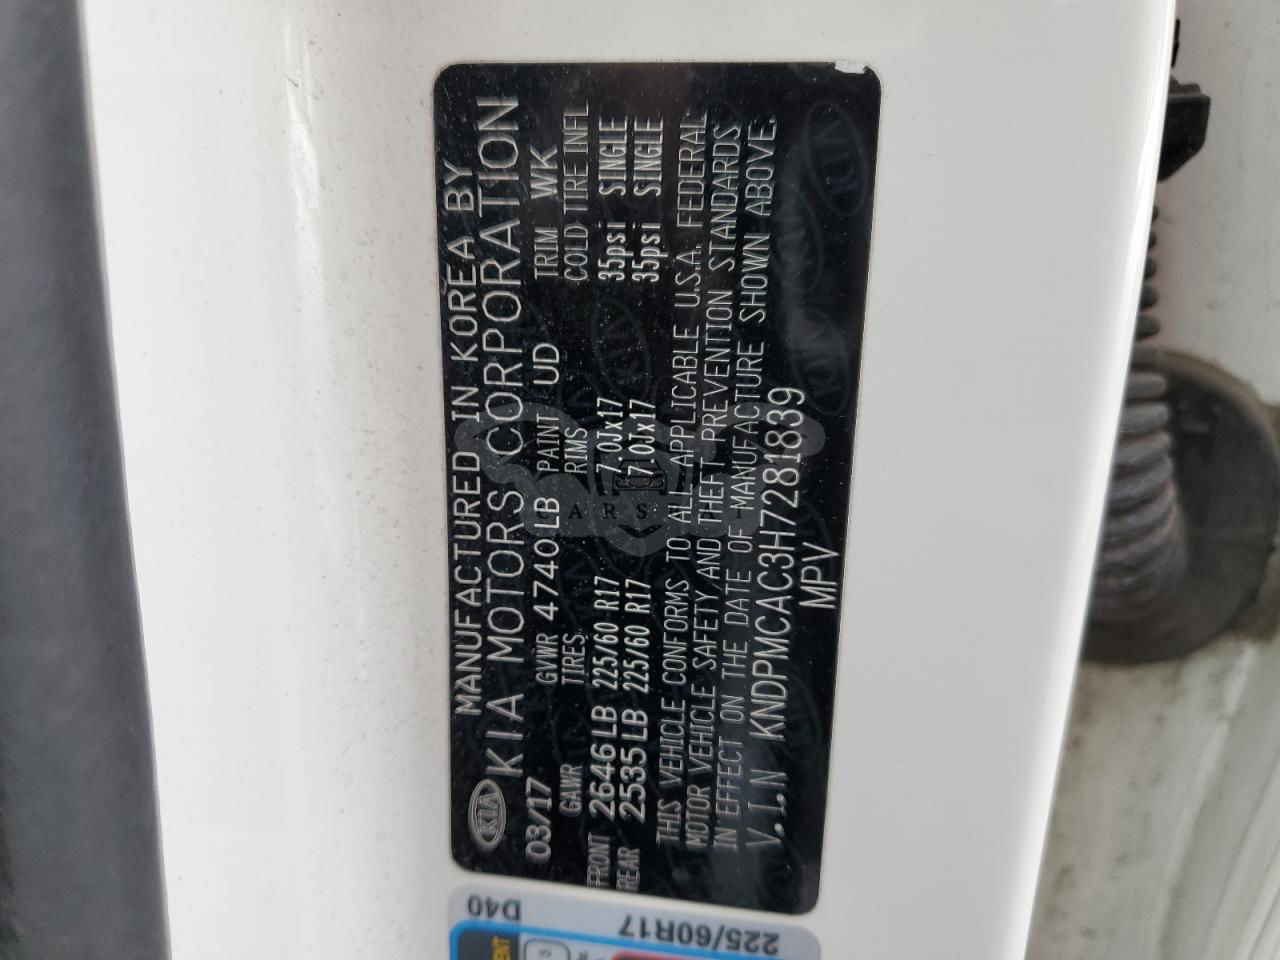 MANUFACTURED IN KOREA BY
KIA KIA MOTORS CORPORATION
03/17 GVWR 4740LB PAINT UD TRIM WK
GAWR TIRES RIMS COLD TIRE INFL
FRONT 2646LB 225/60 R17 7.0Jx17 35psi SINGLE
REAR 2535LB 225/60 R17 7.0Jx17 35psi SINGLE
THIS VEHICLE CONFORMS TO ALL APPLICABLE U.S.A. FEDERAL
MOTOR VEHICLE SAFETY, AND THEFT PREVENTION STANDARDS
IN EFFECT ON THE DATE OF MANUFACTURE SHOWN ABOVE.
V.I.N KNDPMCAC3H7281839
MPV
D40
225/60R17